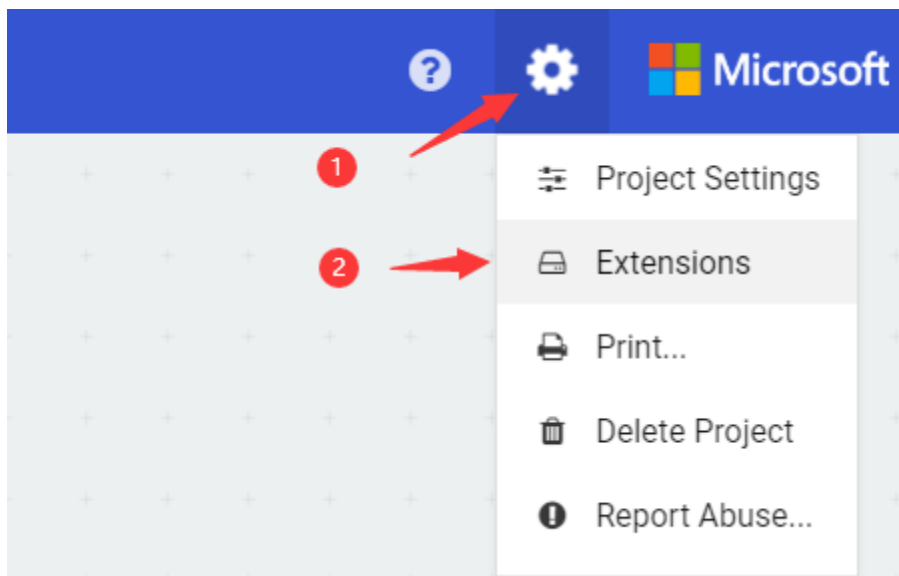 ?
Microsoft
1
Project Settings
2
Extensions
Print...
Delete Project
Report Abuse...